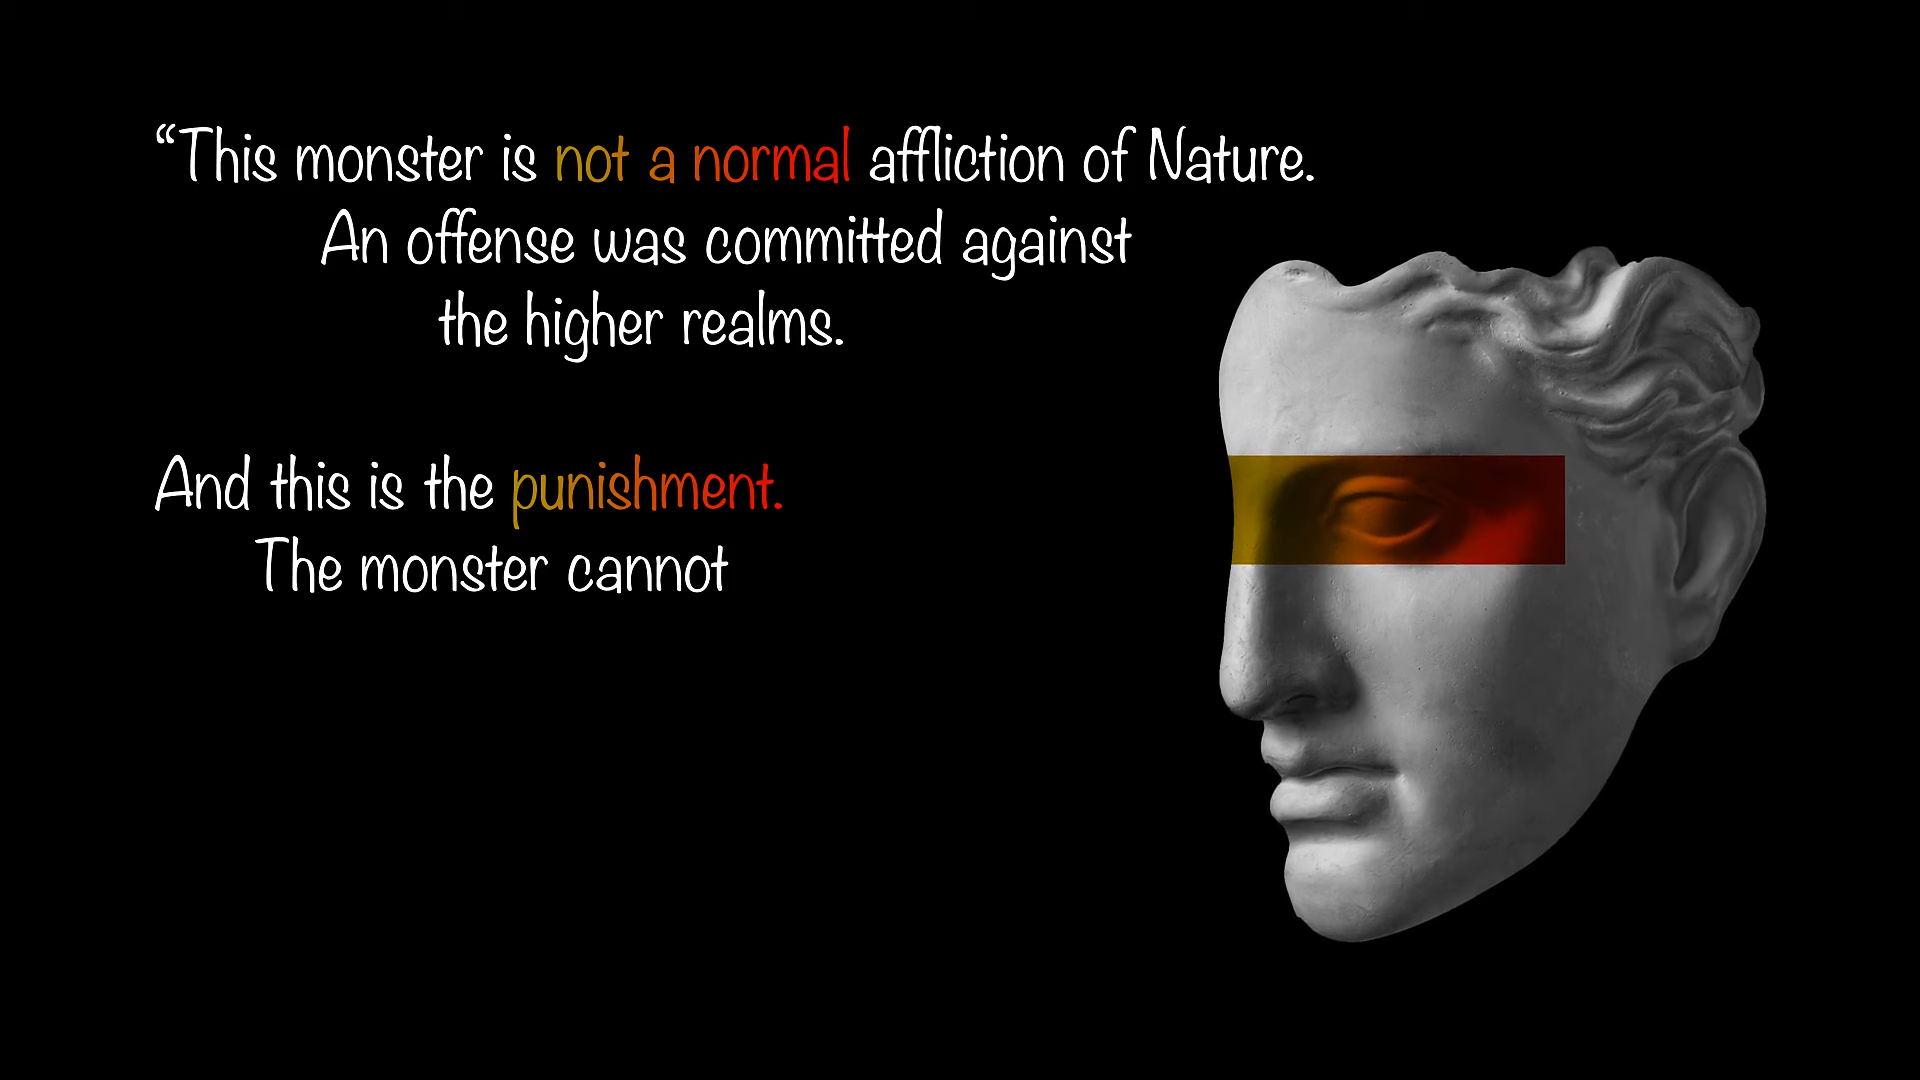 “This monster is not a normal affliction of Nature.
An offense was committed against
the higher realms.
And this is the punishment.
The monster cannot